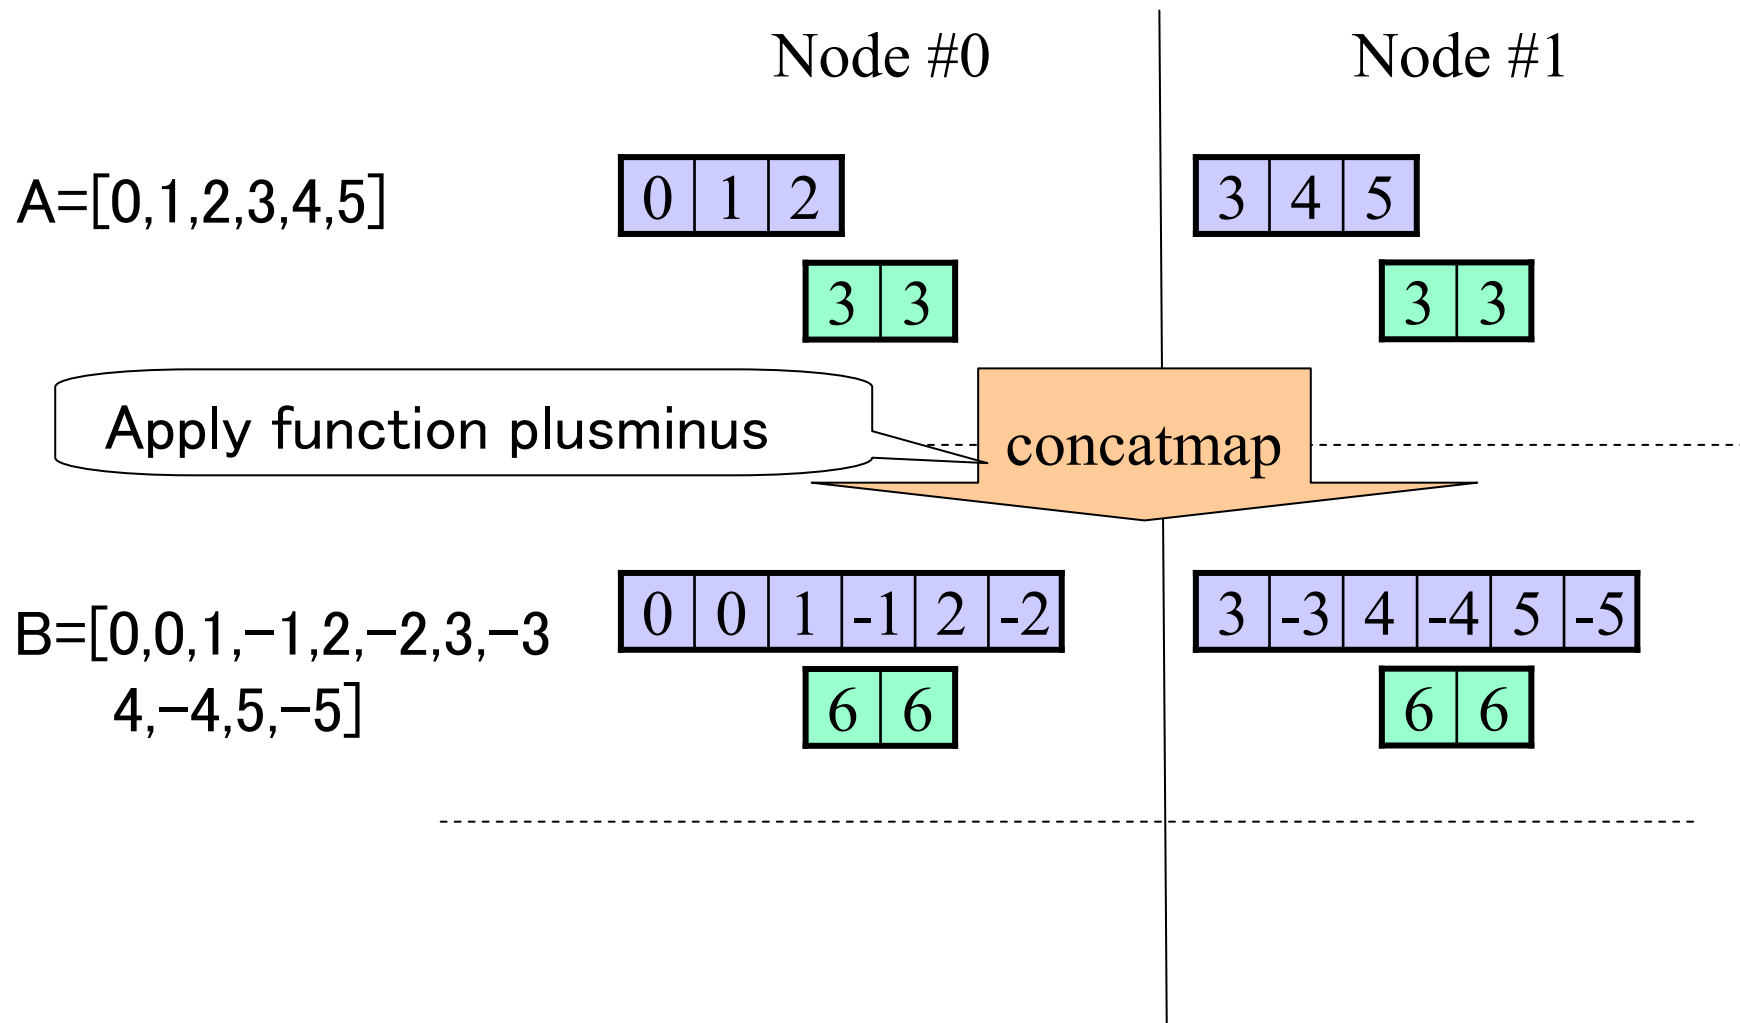 Node #0
Node #1
A=[0,1,2,3,4,5]
0 1 2
3 4 5
3 3
3 3
Apply function plusminus
concatmap
B=[0,0,1,−1,2,−2,3,−3
4,−4,5,−5]
0 0 1 -1 2 -2
3 -3 4 -4 5 -5
6 6
6 6